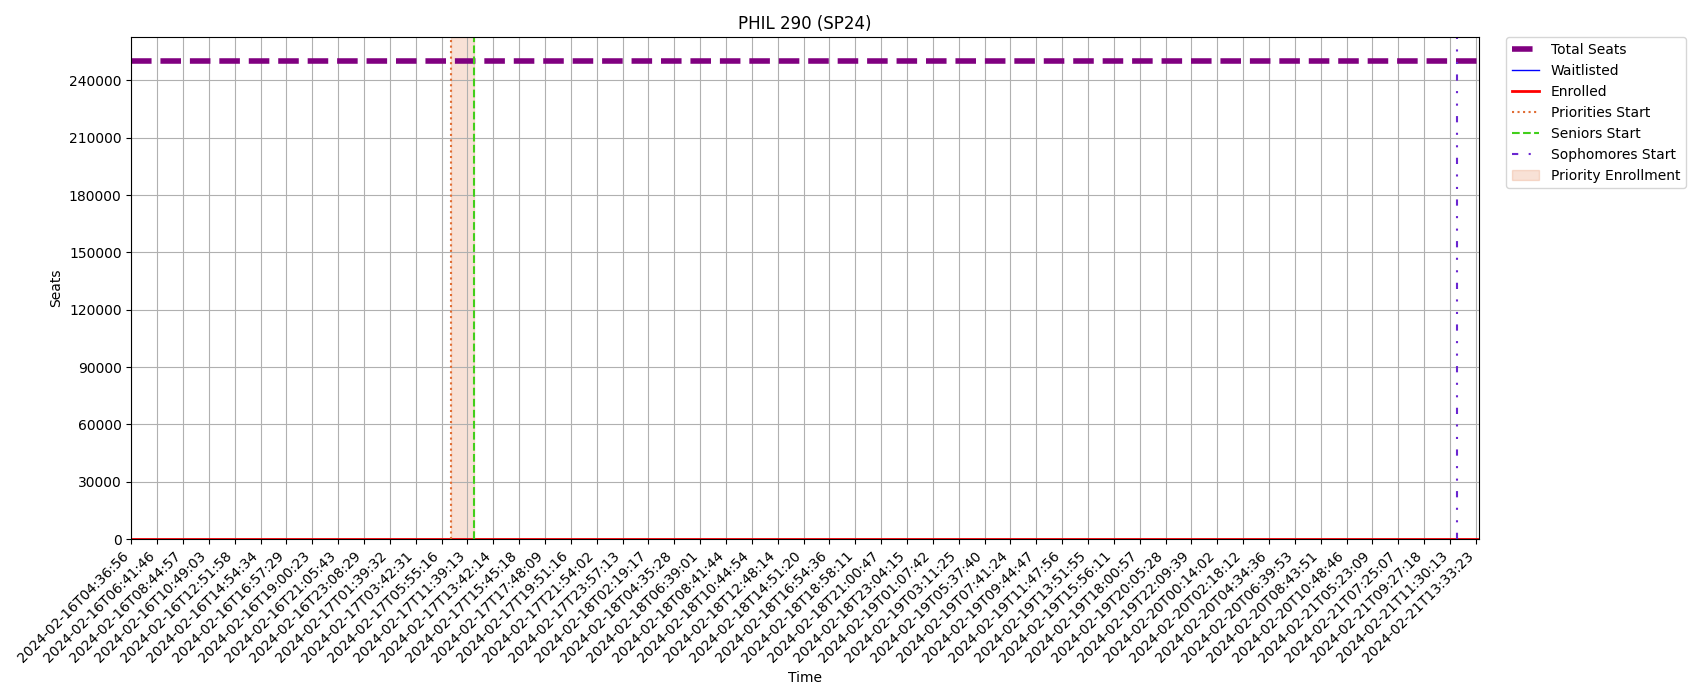 PHIL 290 (SP24)
Total Seats
Waitlisted
Enrolled
Priorities Start
Seniors Start
Sophomores Start
Priority Enrollment
Seats
240000
210000
180000
150000
120000
90000
60000
30000
0
2024-02-16T04:36:56
2024-02-16T06:41:46
2024-02-16T08:44:57
2024-02-16T10:49:03
2024-02-16T12:51:58
2024-02-16T14:54:34
2024-02-16T16:57:29
2024-02-16T19:00:23
2024-02-16T21:05:43
2024-02-16T23:08:29
2024-02-17T01:39:32
2024-02-17T03:42:31
2024-02-17T05:55:16
2024-02-17T11:39:13
2024-02-17T13:42:14
2024-02-17T15:45:18
2024-02-17T17:48:09
2024-02-17T19:51:16
2024-02-17T21:54:02
2024-02-17T23:57:13
2024-02-18T02:19:17
2024-02-18T04:35:28
2024-02-18T06:39:01
2024-02-18T08:41:44
2024-02-18T10:44:54
2024-02-18T12:48:14
2024-02-18T14:51:20
2024-02-18T16:54:36
2024-02-18T18:58:11
2024-02-18T21:00:47
2024-02-18T23:04:15
2024-02-19T01:07:42
2024-02-19T03:11:25
2024-02-19T05:37:40
2024-02-19T07:41:24
2024-02-19T09:44:47
2024-02-19T11:47:56
2024-02-19T13:51:55
2024-02-19T15:56:11
2024-02-19T18:00:57
2024-02-19T20:05:28
2024-02-19T22:09:39
2024-02-20T00:14:02
2024-02-20T02:18:12
2024-02-20T04:34:36
2024-02-20T06:39:53
2024-02-20T08:43:51
2024-02-20T10:48:46
2024-02-21T05:23:09
2024-02-21T07:25:07
2024-02-21T09:27:18
2024-02-21T11:30:13
2024-02-21T13:33:23
Time